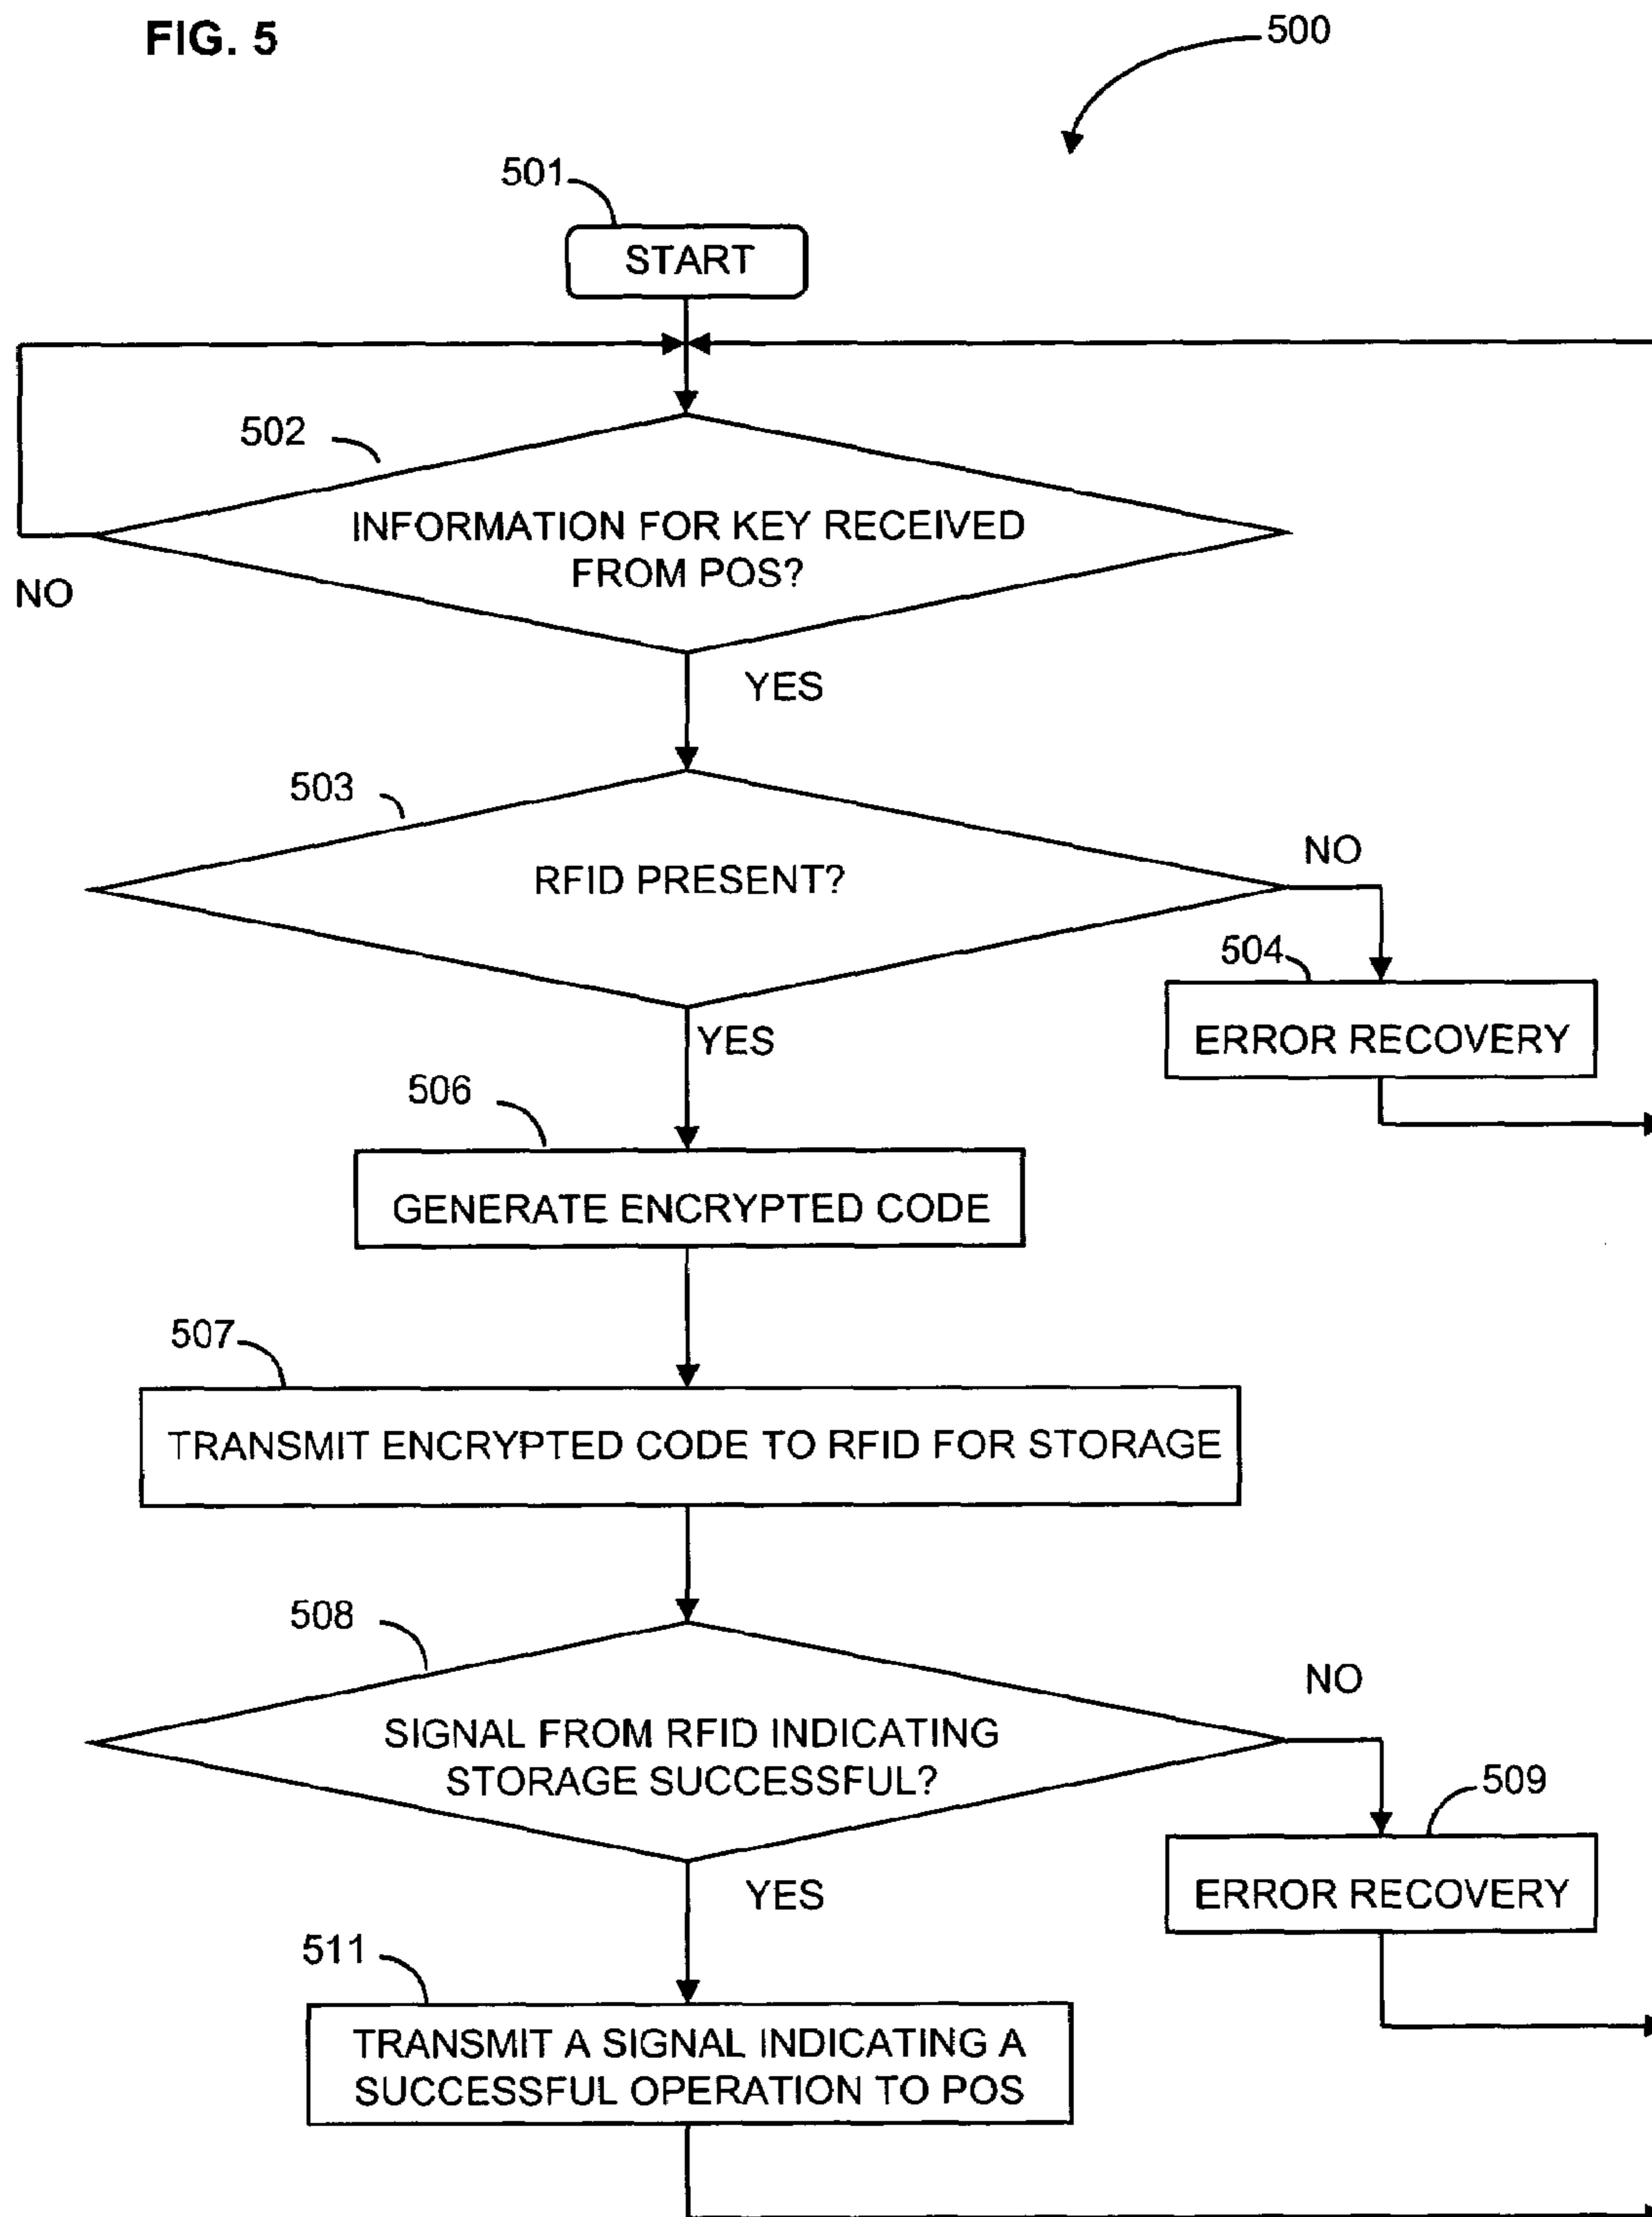 FIG. 5
500
501
START
502
INFORMATION FOR KEY RECEIVED
FROM POS?
NO
YES
503
RFID PRESENT?
NO
504
ERROR RECOVERY
YES
506
GENERATE ENCRYPTED CODE
507
TRANSMIT ENCRYPTED CODE TO RFID FOR STORAGE
508
SIGNAL FROM RFID INDICATING
STORAGE SUCCESSFUL?
NO
509
ERROR RECOVERY
YES
511
TRANSMIT A SIGNAL INDICATING A
SUCCESSFUL OPERATION TO POS